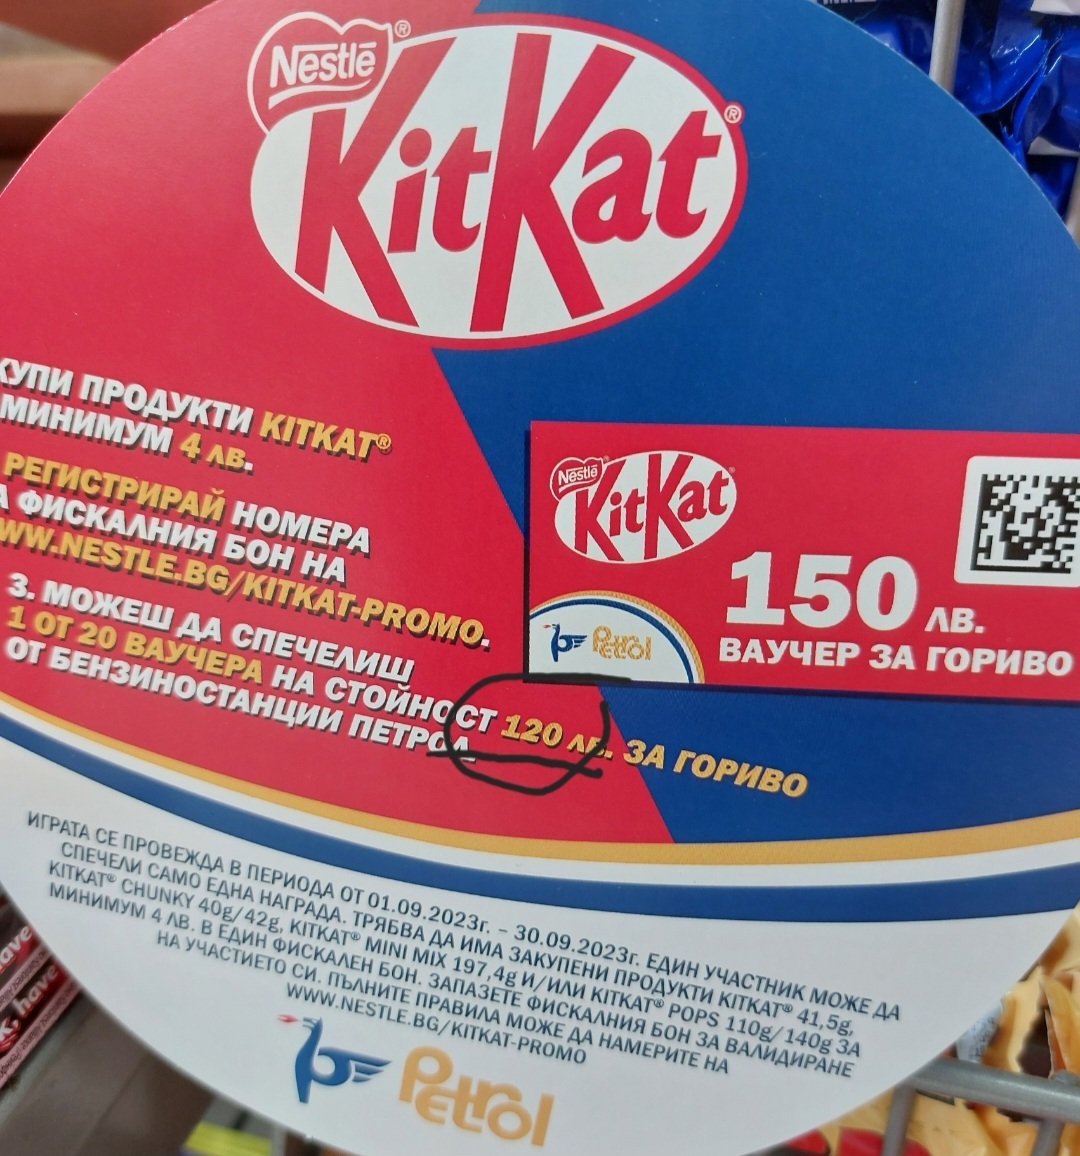 Nestlē®
KitKat®
КУПИ ПРОДУКТИ KITKAT®
МИНИМУМ 4 ЛВ.
РЕГИСТРИРАЙ НОМЕРА
ФИСКАЛНИЯ БОН НА
WW.NESTLE.BG/KITKAT-PROMO.
3. МОЖЕШ ДА СПЕЧЕЛИШ
1 ОТ 20 ВАУЧЕРА НА СТОЙНОСТ 120 ЛВ. ЗА ГОРИВО
ОТ БЕНЗИНОСТАНЦИИ ПЕТРОЛ
Nestlē
KitKat
150 ЛВ.
ВАУЧЕР ЗА ГОРИВО
Petrol
ИГРАТА СЕ ПРОВЕЖДА В ПЕРИОДА ОТ 01.09.2023г. – 30.09.2023г. ЕДИН УЧАСТНИК МОЖЕ ДА
СПЕЧЕЛИ САМО ЕДНА НАГРАДА. ТРЯБВА ДА ИМА ЗАКУПЕНИ ПРОДУКТИ KITKAT® 41,5g,
KITKAT® CHUNKY 40g/42g, KITKAT® MINI MIX 197,4g И/ИЛИ KITKAT® POPS 110g/140g ЗА
МИНИМУМ 4 ЛВ. В ЕДИН ФИСКАЛЕН БОН. ЗАПАЗЕТЕ ФИСКАЛНИЯ БОН ЗА ВАЛИДИРАНЕ
НА УЧАСТИЕТО СИ. ПЪЛНИТЕ ПРАВИЛА МОЖЕ ДА НАМЕРИТЕ НА
WWW.NESTLE.BG/KITKAT-PROMO
Petrol
have